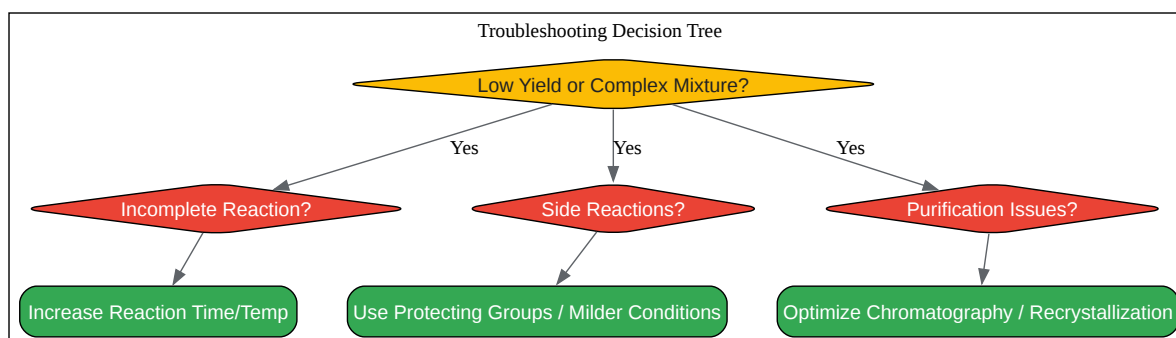 Troubleshooting Decision Tree
Low Yield or Complex Mixture?
Yes
Yes
Yes
Incomplete Reaction?
Side Reactions?
Purification Issues?
Increase Reaction Time/Temp
Use Protecting Groups / Milder Conditions
Optimize Chromatography / Recrystallization